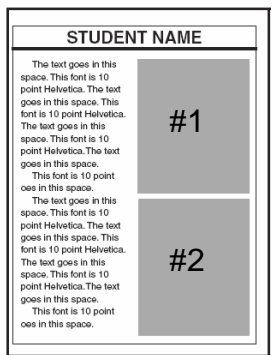 STUDENT NAME
The text goes in this
space. This font is 10
point Helvetica. The text
goes in this space. This
font is 10 point Helvetica.
The text goes in this
space. This font is 10
point Helvetica.The text
goes in this space.
This font is 10 point
oes in this space.
The text goes in this
space. This font is 10
point Helvetica. The text
goes in this space. This
font is 10 point Helvetica.
The text goes in this
space. This font is 10
point Helvetica.The text
goes in this space.
This font is 10 point
oes in this space.
#1
#2